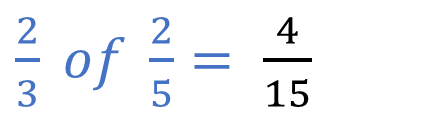 2/3 of 2/5 = 4/15